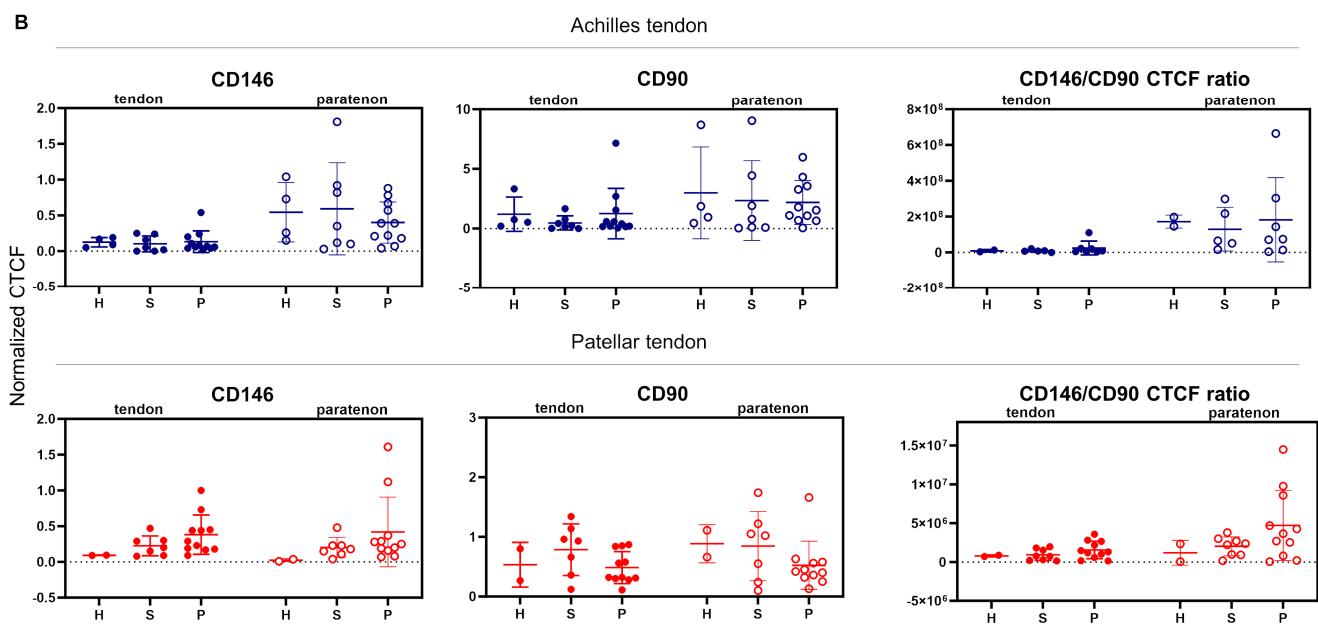 B
Achilles tendon
Normalized CTCF
CD146
tendon paratenon
2.0
1.5
1.0
0.5
0.0
-0.5
H S P H S P
CD90
tendon paratenon
10
5
0
-5
H S P H S P
CD146/CD90 CTCF ratio
tendon paratenon
8×10⁸
6×10⁸
4×10⁸
2×10⁸
0
-2×10⁸
H S P H S P
Patellar tendon
CD146
tendon paratenon
2.0
1.5
1.0
0.5
0.0
-0.5
H S P H S P
CD90
tendon paratenon
3
2
1
0
H S P H S P
CD146/CD90 CTCF ratio
tendon paratenon
1.5×10⁷
1×10⁷
5×10⁶
0
-5×10⁶
H S P H S P